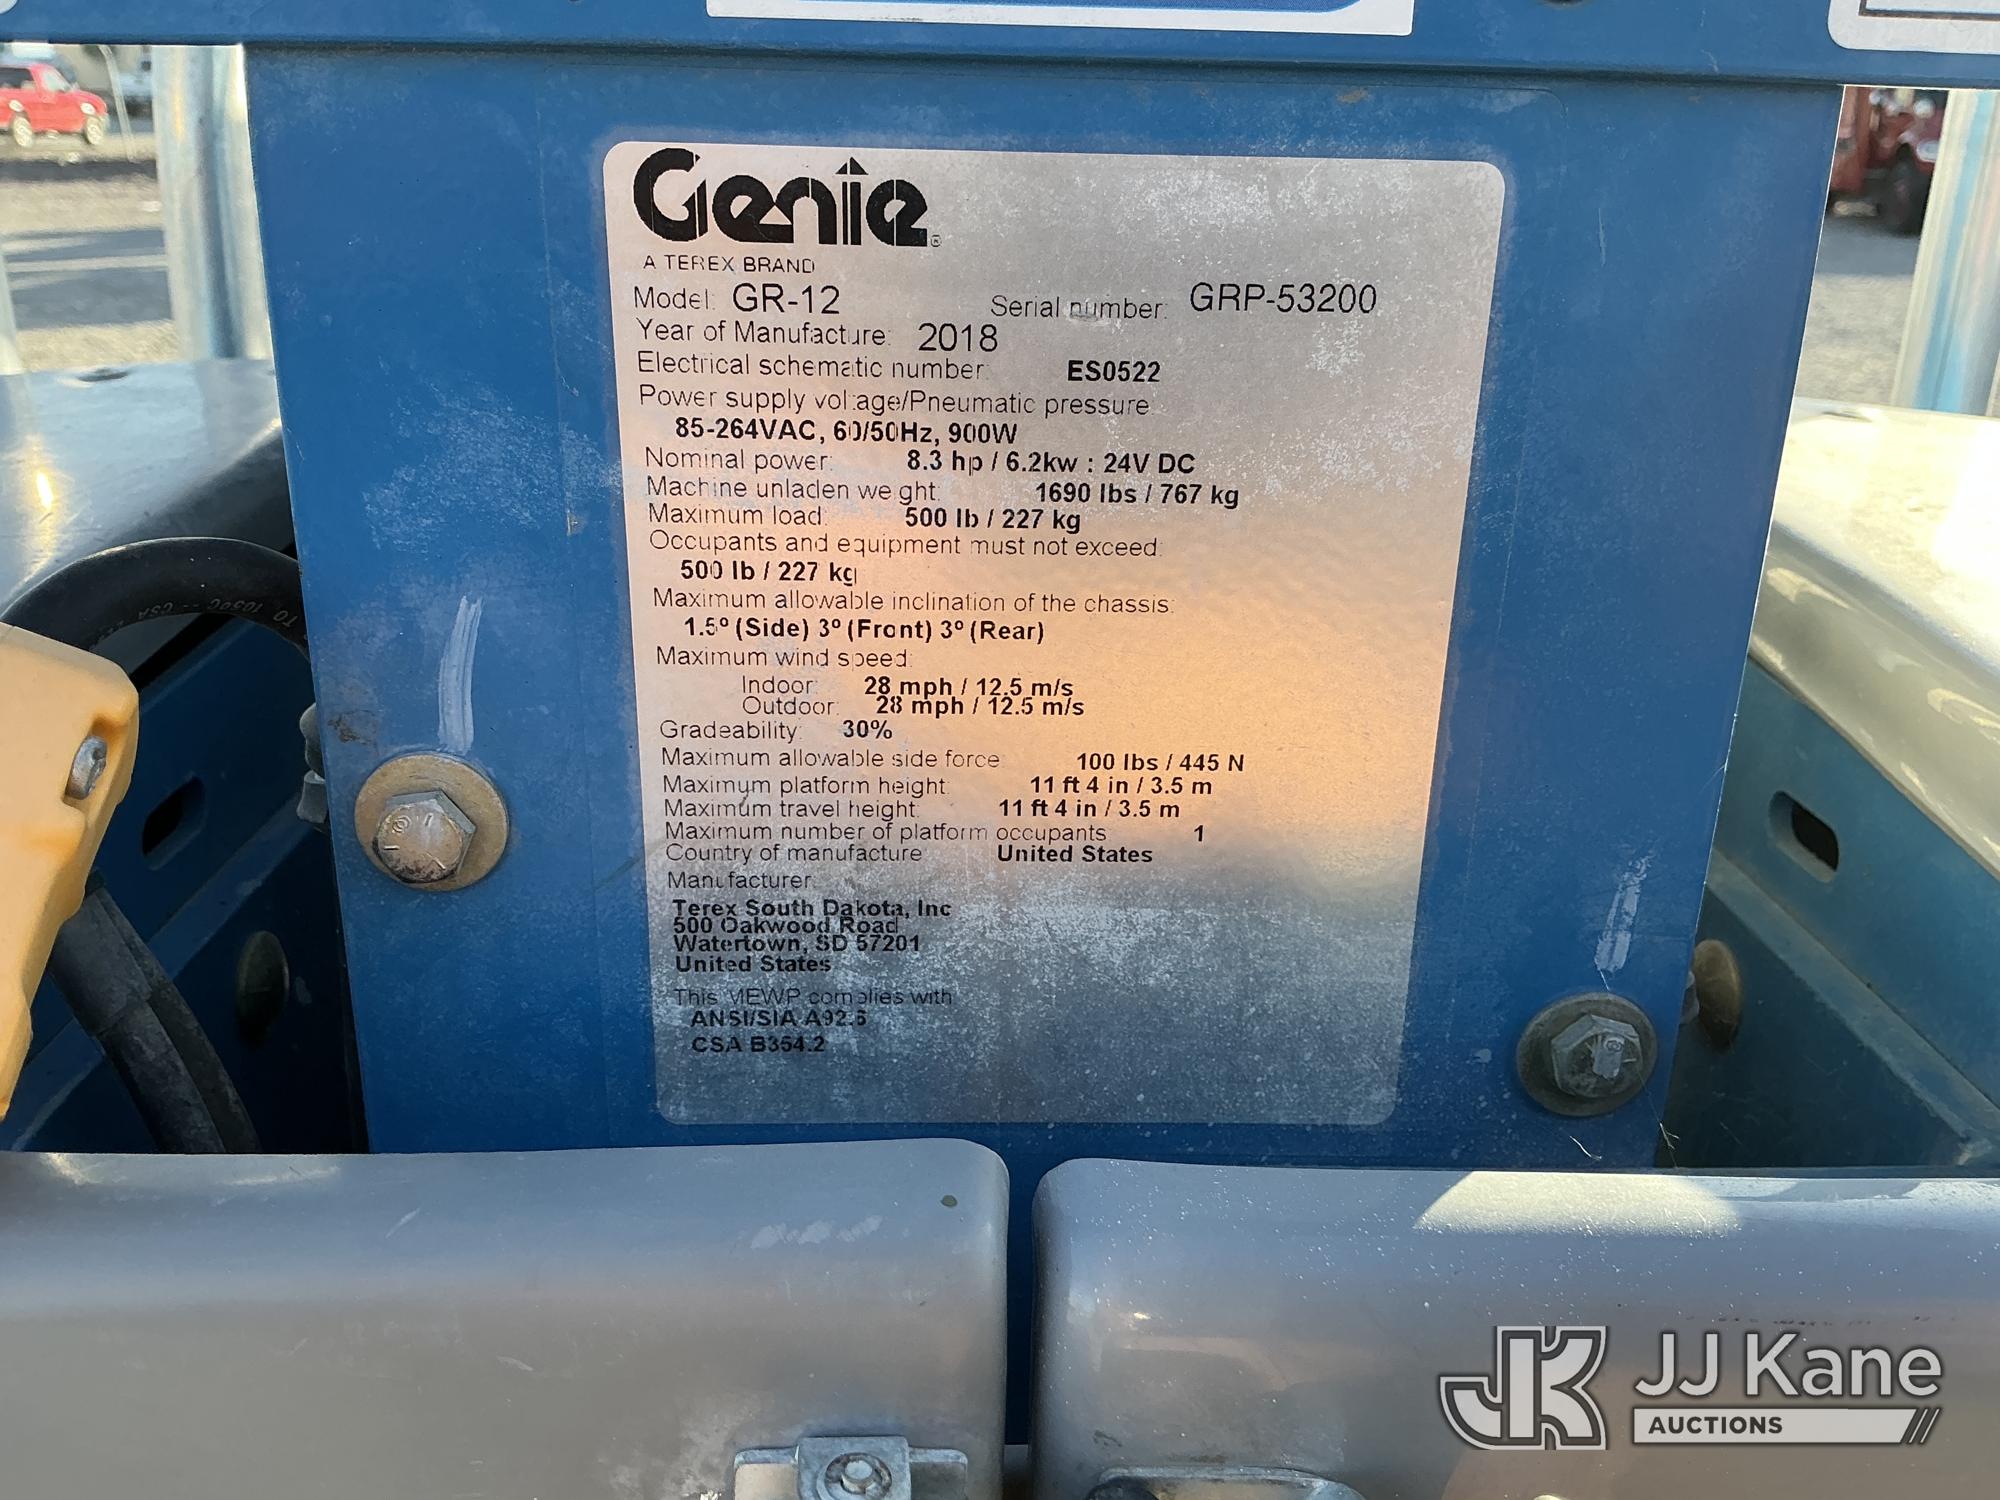 Genie®
A TEREX BRAND
Model: GR-12 Serial number: GRP-53200
Year of Manufacture: 2018
Electrical schematic number: ES0522
Power supply voltage/Pneumatic pressure:
85-264VAC, 60/50Hz, 900W
Nominal power: 8.3 hp / 6.2kw : 24V DC
Machine unladen weight: 1690 lbs / 767 kg
Maximum load: 500 lb / 227 kg
Occupants and equipment must not exceed:
500 lb / 227 kg
Maximum allowable inclination of the chassis:
1.5º (Side) 3º (Front) 3º (Rear)
Maximum wind speed:
Indoor: 28 mph / 12.5 m/s
Outdoor: 28 mph / 12.5 m/s
Gradeability: 30%
Maximum allowable side force: 100 lbs / 445 N
Maximum platform height: 11 ft 4 in / 3.5 m
Maximum travel height: 11 ft 4 in / 3.5 m
Maximum number of platform occupants 1
Country of manufacture United States
Manufacturer:
Terex South Dakota, Inc
500 Oakwood Road
Watertown, SD 57201
United States
This MEWP complies with
ANSI/SIA A92.6
CSA B354.2
JJ Kane
AUCTIONS